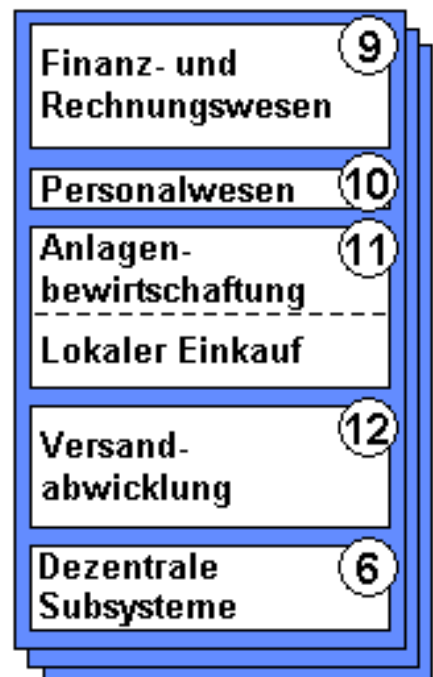 9
Finanz- und
Rechnungswesen
Personalwesen 10
Anlagen- 11
bewirtschaftung
Lokaler Einkauf
12
Versand-
abwicklung
Dezentrale 6
Subsysteme